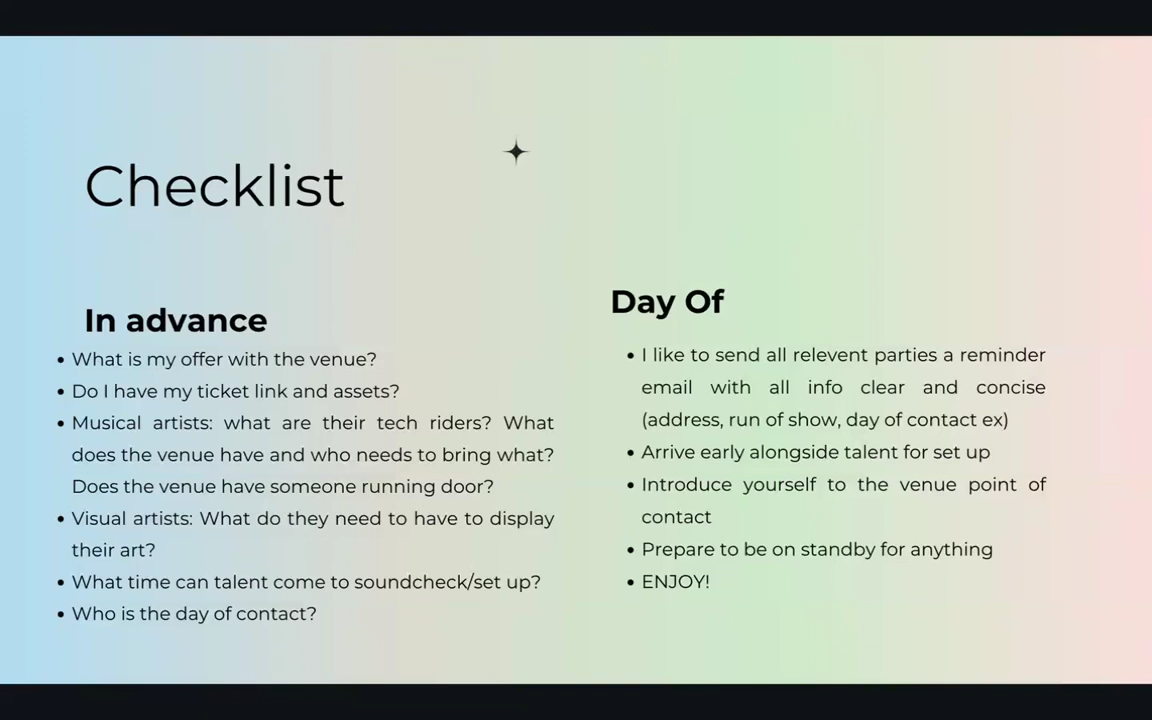 Checklist
In advance
• What is my offer with the venue?
• Do I have my ticket link and assets?
• Musical artists: what are their tech riders? What
does the venue have and who needs to bring what?
Does the venue have someone running door?
• Visual artists: What do they need to have to display
their art?
• What time can talent come to soundcheck/set up?
• Who is the day of contact?
Day Of
• I like to send all relevent parties a reminder
email with all info clear and concise
(address, run of show, day of contact ex)
• Arrive early alongside talent for set up
• Introduce yourself to the venue point of
contact
• Prepare to be on standby for anything
• ENJOY!